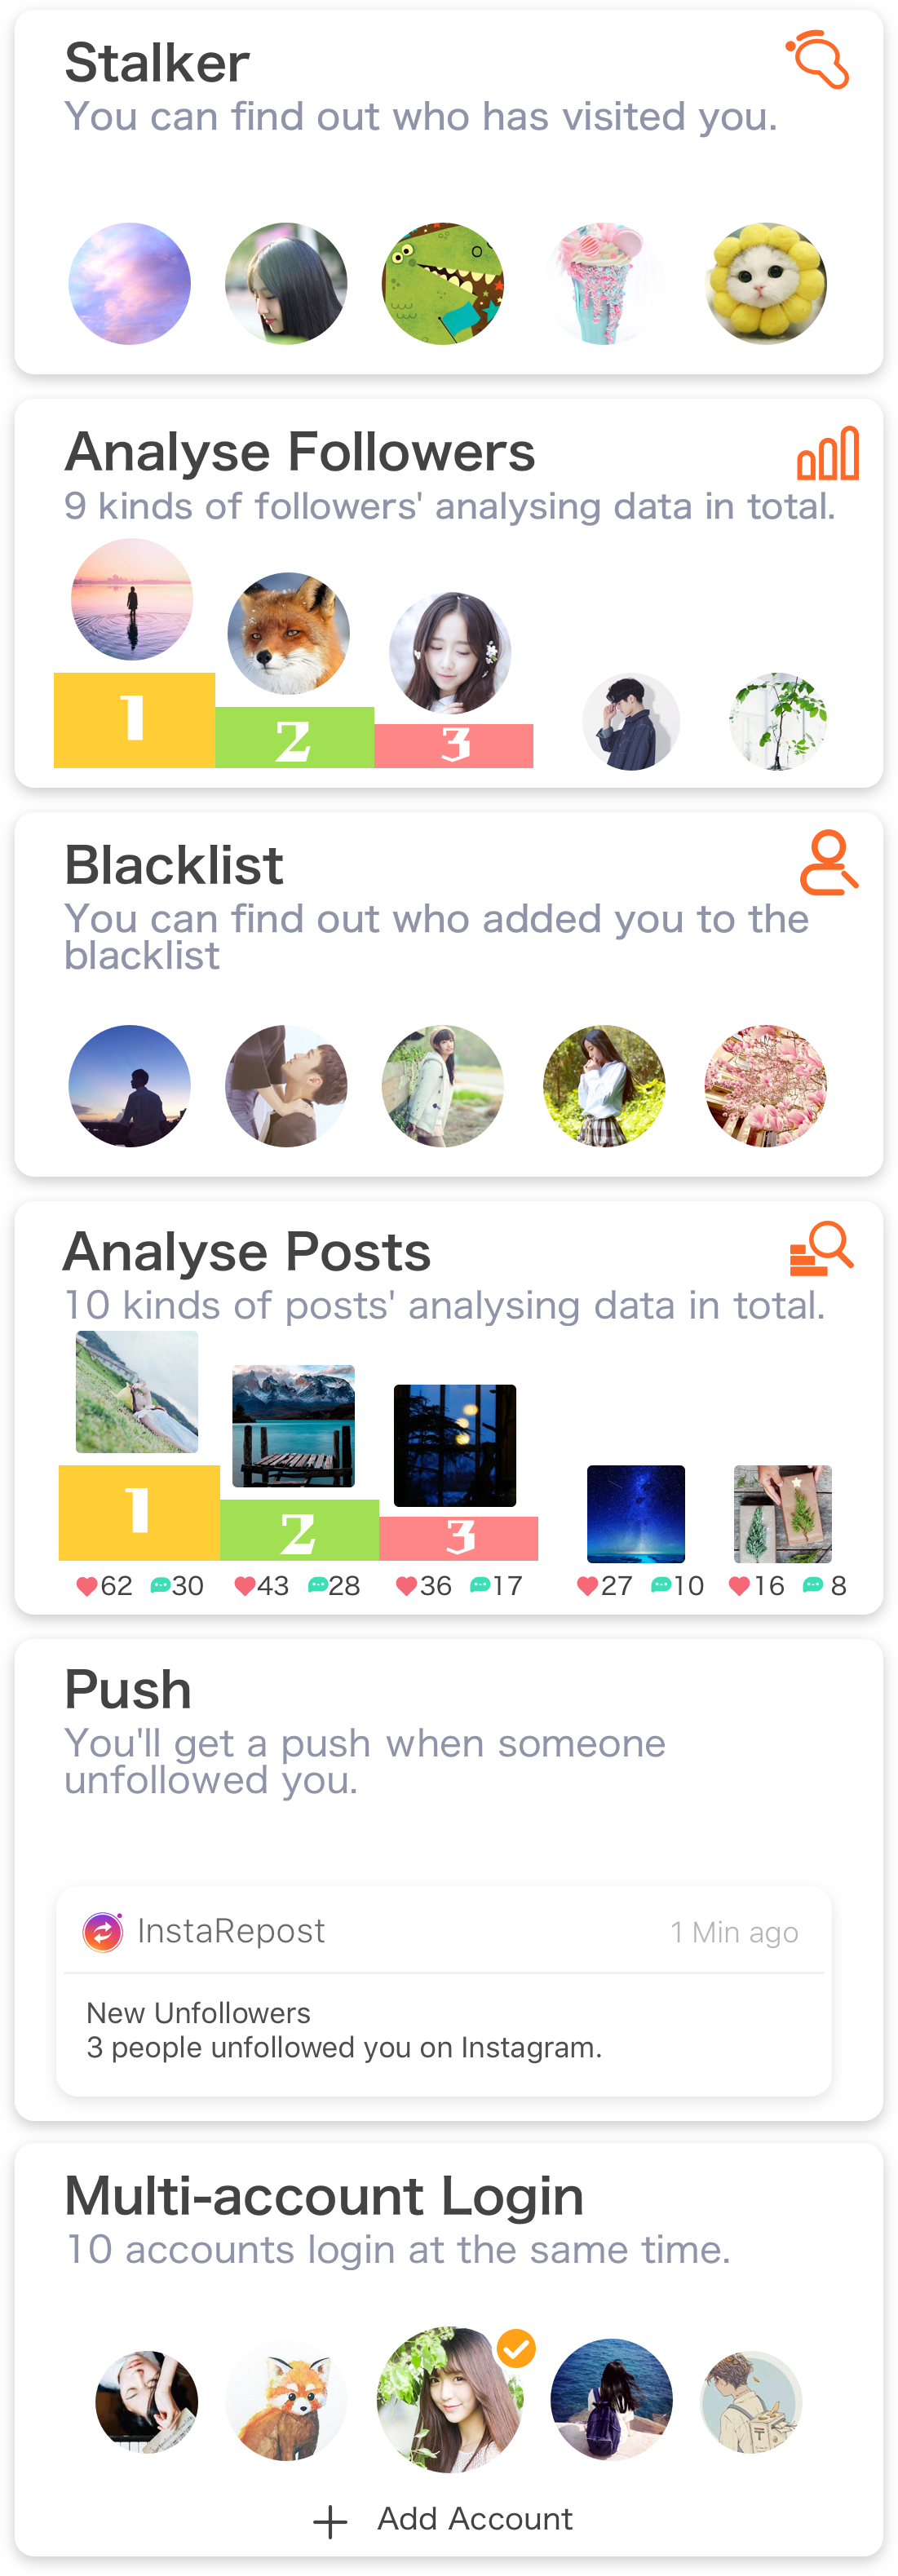 Stalker
You can find out who has visited you.
Analyse Followers
9 kinds of followers' analysing data in total.
1
2
3
Blacklist
You can find out who added you to the
blacklist
Analyse Posts
10 kinds of posts' analysing data in total.
1
2
3
62 30 43 28 36 17 27 10 16 8
Push
You'll get a push when someone
unfollowed you.
InstaRepost 1 Min ago
New Unfollowers
3 people unfollowed you on Instagram.
Multi-account Login
10 accounts login at the same time.
+ Add Account